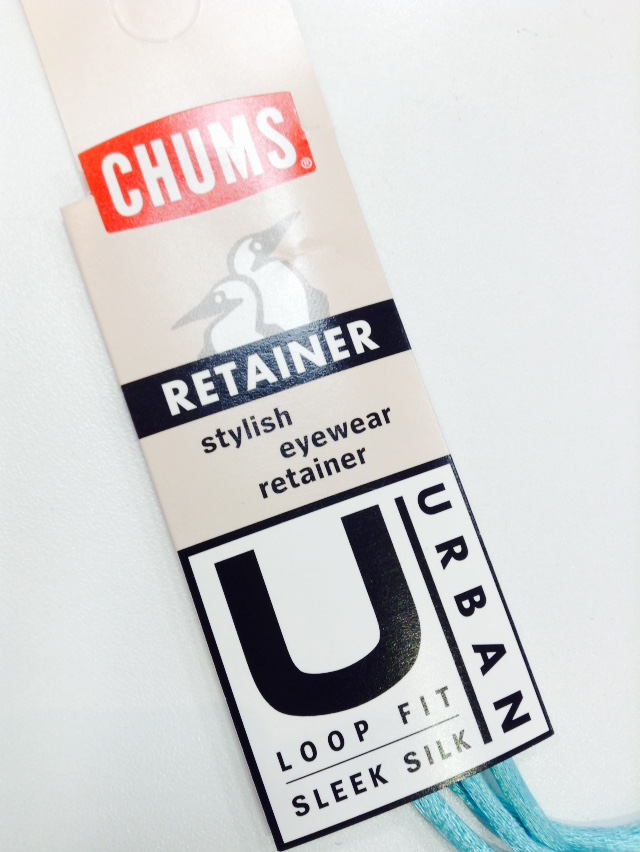 CHUMS®
RETAINER
stylish
eyewear
retainer
U
URBAN
LOOP FIT
SLEEK SILK